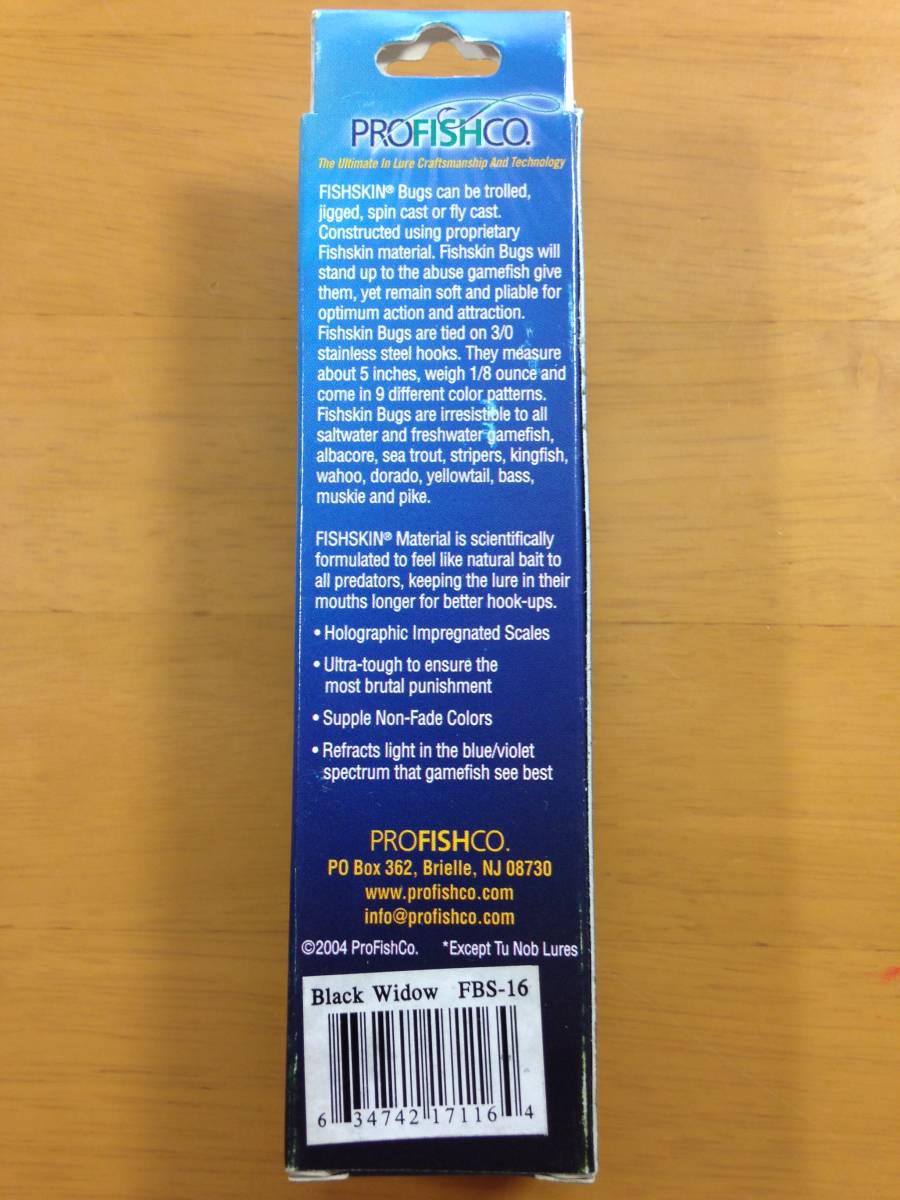 PROFISHCO.
The Ultimate In Lure Craftsmanship And Technology
FISHSKIN® Bugs can be trolled,
jigged, spin cast or fly cast.
Constructed using proprietary
Fishskin material. Fishskin Bugs will
stand up to the abuse gamefish give
them, yet remain soft and pliable for
optimum action and attraction.
Fishskin Bugs are tied on 3/0
stainless steel hooks. They measure
about 5 inches, weigh 1/8 ounce and
come in 9 different color patterns.
Fishskin Bugs are irresistible to all
saltwater and freshwater gamefish,
albacore, sea trout, stripers, kingfish,
wahoo, dorado, yellowtail, bass,
muskie and pike.
FISHSKIN® Material is scientifically
formulated to feel like natural bait to
all predators, keeping the lure in their
mouths longer for better hook-ups.
• Holographic Impregnated Scales
• Ultra-tough to ensure the
most brutal punishment
• Supple Non-Fade Colors
• Refracts light in the blue/violet
spectrum that gamefish see best
PROFISHCO.
PO Box 362, Brielle, NJ 08730
www.profishco.com
info@profishco.com
©2004 ProFishCo. *Except Tu Nob Lures
Black Widow FBS-16
6 34742 17116 4